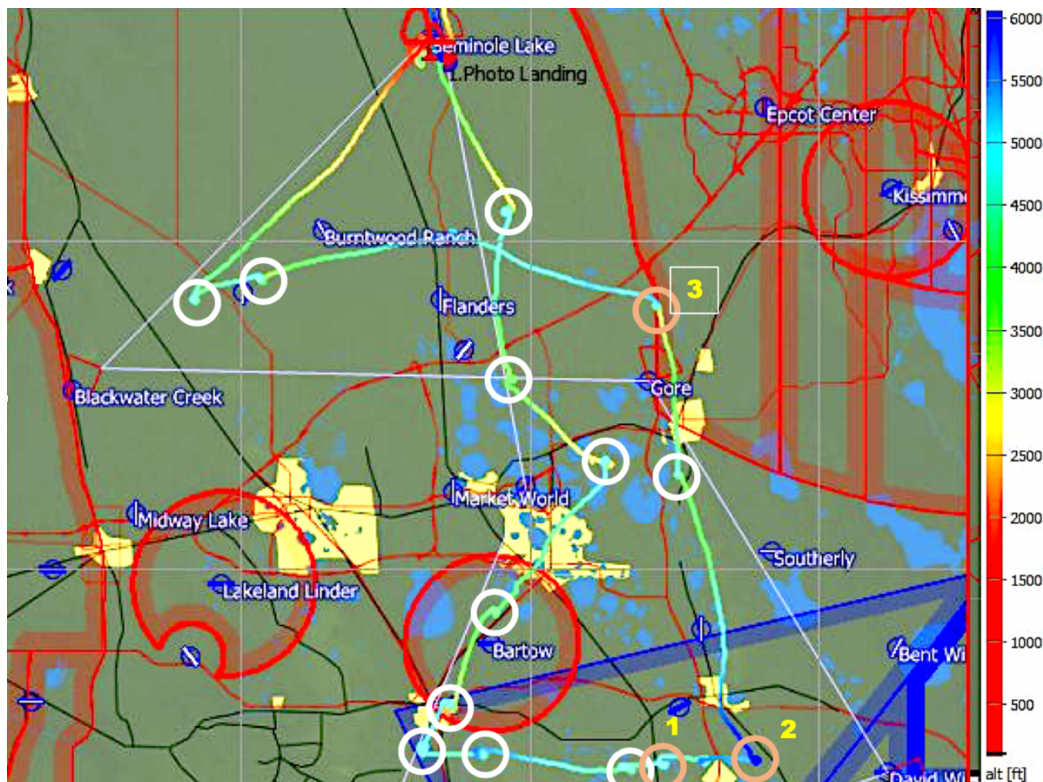 Seminole Lake
1.Photo Landing
6000
Epcot Center
5500
5000
Kissimm
Burntwood Ranch
4500
3
4000
Flanders
3500
Gore
Blackwater Creek
3000
2500
Market World
Midway Lake
2000
Southerly
Lakeland Linder
1500
1000
Bartow
Bent Wi
500
1
2
David Wi
alt [ft]